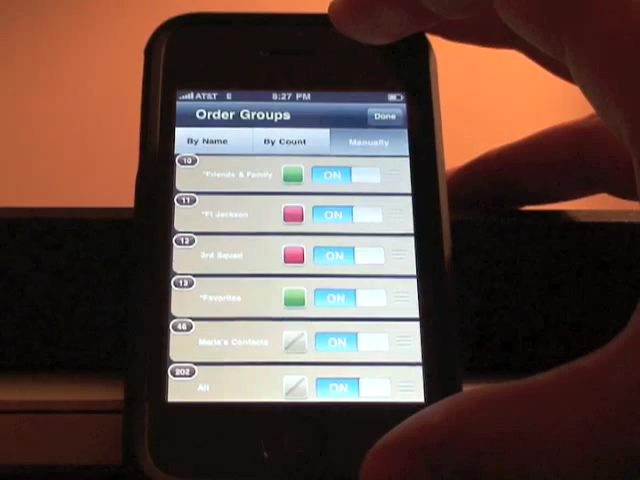 AT&T E 8:27 PM
Order Groups Done
By Name By Count Manually
10
*Friends & Family ON
11
*Ft Jackson ON
12
3rd Squad ON
13
*Favorites ON
46
Maria's Contacts ON
202
All ON